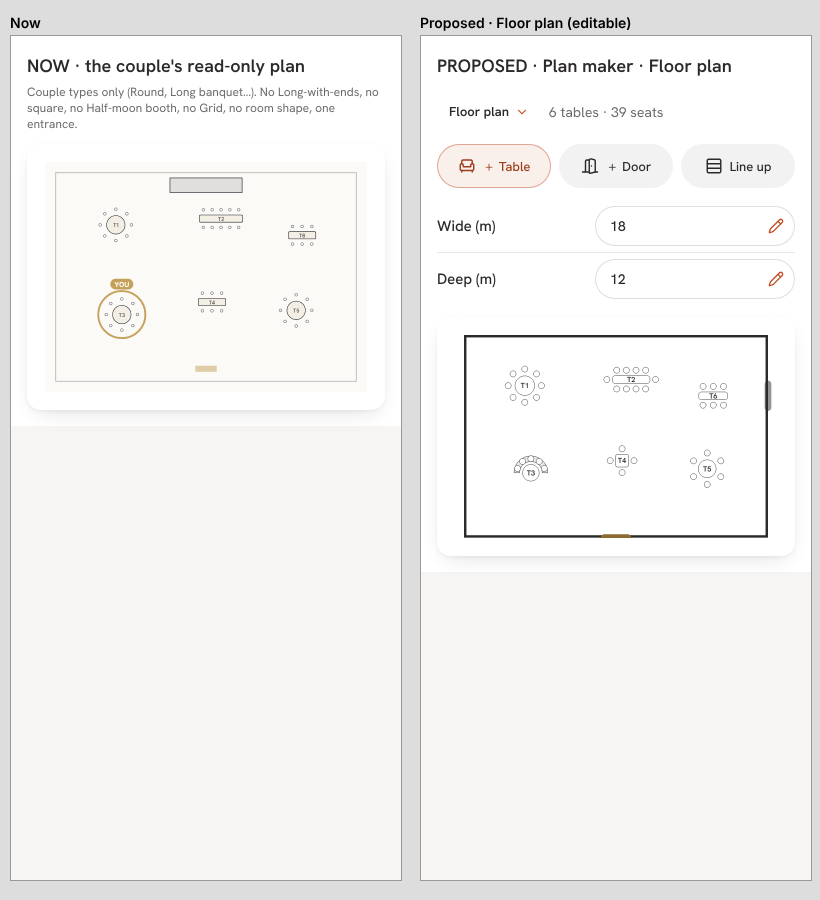 Now
NOW · the couple's read-only plan
Couple types only (Round, Long banquet...). No Long-with-ends, no
square, no Half-moon booth, no Grid, no room shape, one
entrance.
T1
T2
T6
YOU
T3
T4
T5
Proposed · Floor plan (editable)
PROPOSED · Plan maker · Floor plan
Floor plan
6 tables · 39 seats
+ Table
+ Door
Line up
Wide (m)
18
Deep (m)
12
T1
T2
T6
T3
T4
T5